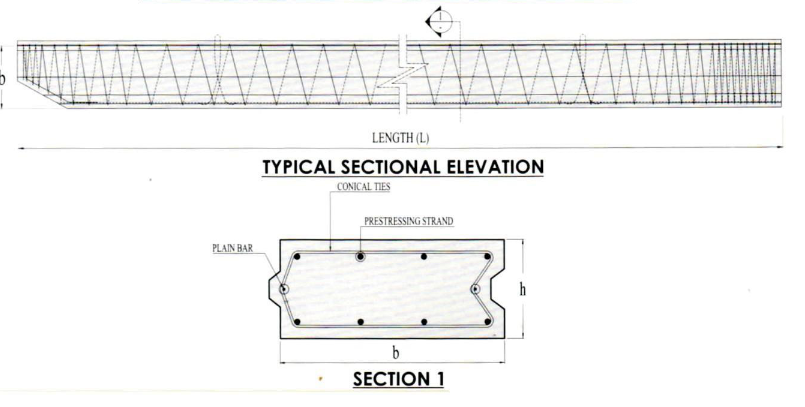 1
-
b
LENGTH (L)
TYPICAL SECTIONAL ELEVATION
CONICAL TIES
PRESTRESSING STRAND
PLAIN BAR
h
b
SECTION 1